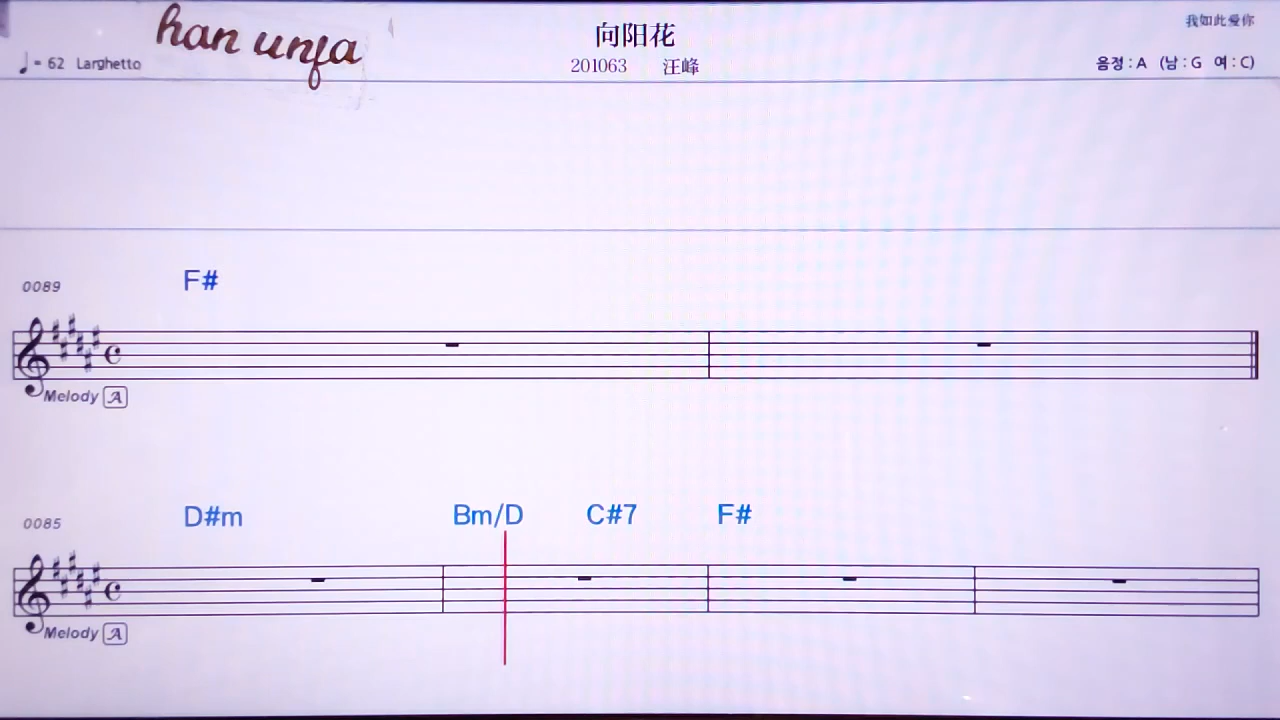 han unfa
向阳花
我如此爱你
♩= 62 Larghetto
201063 汪峰
음정 : A (남 : G 여 : C)
0089
F#
Melody A
0085
D#m Bm/D C#7 F#
Melody A